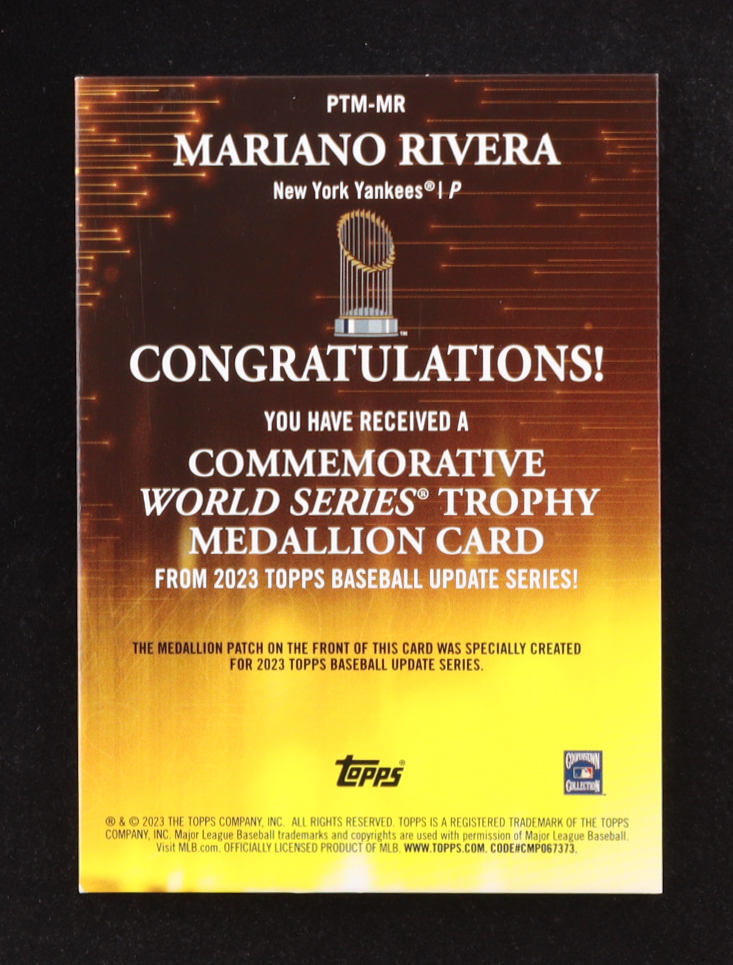 PTM-MR
MARIANO RIVERA
New York Yankees® | P
™
CONGRATULATIONS!
YOU HAVE RECEIVED A
COMMEMORATIVE
WORLD SERIES® TROPHY
MEDALLION CARD
FROM 2023 TOPPS BASEBALL UPDATE SERIES!
THE MEDALLION PATCH ON THE FRONT OF THIS CARD WAS SPECIALLY CREATED
FOR 2023 TOPPS BASEBALL UPDATE SERIES.
topps®
COOPERSTOWN
COLLECTION
® & © 2023 THE TOPPS COMPANY, INC. ALL RIGHTS RESERVED. TOPPS IS A REGISTERED TRADEMARK OF THE TOPPS
COMPANY, INC. Major League Baseball trademarks and copyrights are used with permission of Major League Baseball.
Visit MLB.com. OFFICIALLY LICENSED PRODUCT OF MLB. WWW.TOPPS.COM. CODE#CMP067373.